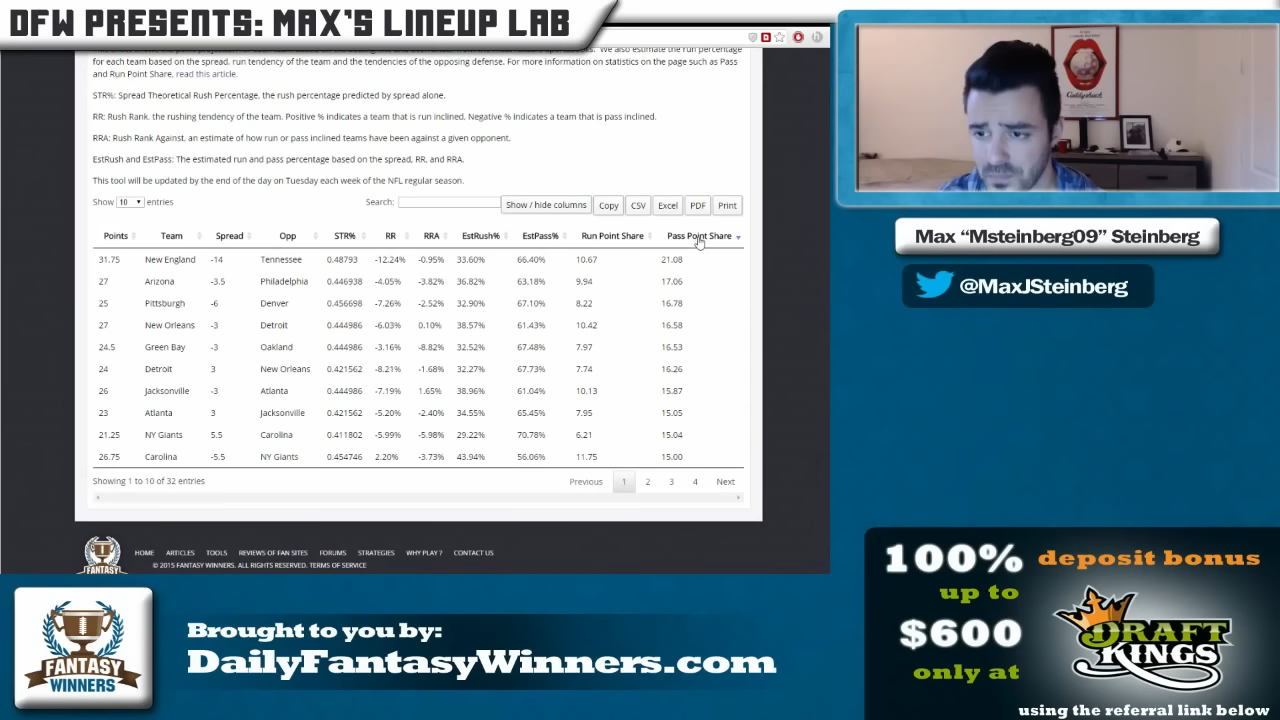 DFW PRESENTS: MAX'S LINEUP LAB
We also estimate the run percentage
for each team based on the spread, run tendency of the team and the tendencies of the opposing defense. For more information on statistics on the page such as Pass
and Run Point Share, read this article.
STR%: Spread Theoretical Rush Percentage, the rush percentage predicted by spread alone.
RR: Rush Rank, the rushing tendency of the team. Positive % indicates a team that is run inclined. Negative % indicates a team that is pass inclined.
RRA: Rush Rank Against, an estimate of how run or pass inclined teams have been against a given opponent.
EstRush and EstPass: The estimated run and pass percentage based on the spread, RR, and RRA.
This tool will be updated by the end of the day on Tuesday each week of the NFL regular season.
Show 10 entries Search: Show / hide columns Copy CSV Excel PDF Print
Points Team Spread Opp STR% RR RRA EstRush% EstPass% Run Point Share Pass Point Share
31.75 New England -14 Tennessee 0.48793 -12.24% -0.95% 33.60% 66.40% 10.67 21.08
27 Arizona -3.5 Philadelphia 0.446938 -4.05% -3.82% 36.82% 63.18% 9.94 17.06
25 Pittsburgh -6 Denver 0.456698 -7.26% -2.52% 32.90% 67.10% 8.22 16.78
27 New Orleans -3 Detroit 0.444986 -6.03% 0.10% 38.57% 61.43% 10.42 16.58
24.5 Green Bay -3 Oakland 0.444986 -3.16% -8.82% 32.52% 67.48% 7.97 16.53
24 Detroit 3 New Orleans 0.421562 -8.21% -1.68% 32.27% 67.73% 7.74 16.26
26 Jacksonville -3 Atlanta 0.444986 -7.19% 1.65% 38.96% 61.04% 10.13 15.87
23 Atlanta 3 Jacksonville 0.421562 -5.20% -2.40% 34.55% 65.45% 7.95 15.05
21.25 NY Giants 5.5 Carolina 0.411802 -5.99% -5.98% 29.22% 70.78% 6.21 15.04
26.75 Carolina -5.5 NY Giants 0.454746 2.20% -3.73% 43.94% 56.06% 11.75 15.00
Showing 1 to 10 of 32 entries Previous 1 2 3 4 Next
HOME ARTICLES TOOLS REVIEWS OF FAN SITES FORUMS STRATEGIES WHY PLAY ? CONTACT US
© 2015 FANTASY WINNERS. ALL RIGHTS RESERVED. TERMS OF SERVICE
FANTASY
Max "Msteinberg09" Steinberg
@MaxJSteinberg
FANTASY
WINNERS
Brought to you by:
DailyFantasyWinners.com
100% deposit bonus
up to
$600
only at
DRAFT
KINGS
using the referral link below